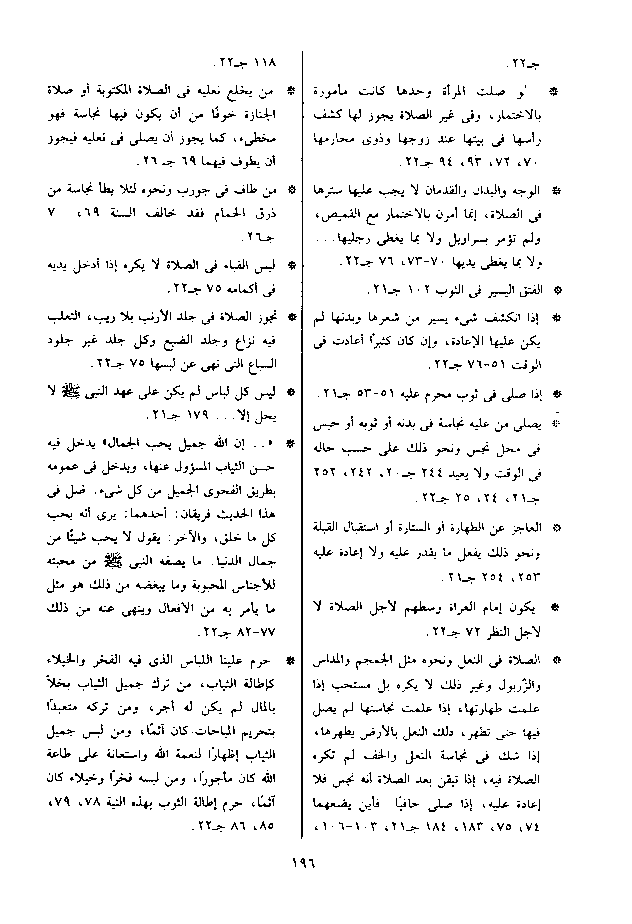 جـ٢٢.
* لو صلت المرأة وحدها كانت مأمورة
بالاختمار، وفى غير الصلاة يجوز لها كشف
رأسها فى بيتها عند زوجها وذوى محارمها
٧٠، ٧٢، ٩٣، ٩٤ جـ٢٢.
* الوجه واليدان والقدمان لا يجب عليها سترها
فى الصلاة، إنما أمرن بالاختمار مع القميص،
ولم تؤمر بسراويل ولا بما يغطى رجليها...
ولا بما يغطى يديها ٧٠-٧٣، ٧٦ جـ٢٢.
* الفتق اليسير فى الثوب ١٠٢ جـ٢١.
* إذا انكشف شىء يسير من شعرها وبدنها لم
يكن عليها الإعادة، وإن كان كثيرًا أعادت فى
الوقت ٥١-٧٦ جـ٢٢.
* إذا صلى فى ثوب محرم عليه ٥١-٥٣ جـ٢١.
* يصلى من عليه نجاسة فى بدنه أو ثوبه أو حبس
فى محل نجس ونحو ذلك على حسب حاله
فى الوقت ولا يعيد ٢٤٤ جـ٢٠، ٢٤٢، ٢٥٢
جـ٢١، ٢٤، ٢٥ جـ٢٢.
* العاجز عن الطهارة أو الستارة أو استقبال القبلة
ونحو ذلك يفعل ما يقدر عليه ولا إعادة عليه
٢٥٣، ٢٥٤ جـ٢١.
* يكون إمام العراة وسطهم لأجل الصلاة لا
لأجل النظر ٧٢ جـ٢٢.
* الصلاة فى النعل ونحوه مثل الجمجم والمداس
والزربول وغير ذلك لا يكره بل مستحب إذا
علمت طهارتها، إذا علمت نجاستها لم يصل
فيها حتى تطهر، دلك النعل بالأرض يطهرها،
إذا شك فى نجاسة النعل والخف لم تكره
الصلاة فيه، إذا تيقن بعد الصلاة أنه نجس فلا
إعادة عليه، إذا صلى حافيًا فأين يضعهما
٧٤، ٧٥، ١٨٣، ١٨٤ جـ٢١، ١٠٣-١٠٦،
١١٨ جـ٢٢.
* من يخلع نعليه فى الصلاة المكتوبة أو صلاة
الجنازة خوفًا من أن يكون فيها نجاسة فهو
مخطىء، كما يجوز أن يصلى فى نعليه فيجوز
أن يطوف فيهما ٦٩ جـ ٢٦.
* من طاف فى جورب ونحوه لئلا يطأ نجاسة من
ذرق الحمام فقد خالف السنة ٦٩، ٧
جـ٢٦.
* ليس القباء فى الصلاة لا يكره إذا أدخل يديه
فى أكمامه ٧٥ جـ٢٢.
* تجوز الصلاة فى جلد الأرنب بلا ريب، الثعلب
فيه نزاع وجلد الضبع وكل جلد غير جلود
السباع التى نهى عن لبسها ٧٥ جـ٢٢.
* ليس كل لباس لم يكن على عهد النبى ﷺ لا
يحل إلا... ١٧٩ جـ٢١.
* «.. إن الله جميل يحب الجمال» يدخل فيه
حسن الثياب المسؤول عنها، ويدخل فى عمومه
بطريق الفحوى الجميل من كل شىء. ضل فى
هذا الحديث فريقان: أحدهما: يرى أنه يحب
كل ما خلق، والآخر: يقول لا يحب شيئًا من
جمال الدنيا. ما يصفه النبى ﷺ من محبته
للأجناس المحبوبة وما يبغضه من ذلك هو مثل
ما يأمر به من الأفعال وينهى عنه من ذلك
٧٧-٨٢ جـ٢٢.
* حرم علينا اللباس الذى فيه الفخر والخيلاء
كإطالة الثياب، من ترك جميل الثياب بخلاً
بالمال لم يكن له أجر، ومن تركه متعبدًا
بتحريم المباحات كان آثمًا، ومن لبس جميل
الثياب إظهارًا لنعمة الله واستعانة على طاعة
الله كان مأجورًا، ومن لبسه فخرًا وخيلاء كان
آثمًا، حرم إطالة الثوب بهذه النية ٧٨، ٧٩،
٨٥، ٨٦ جـ٢٢.
١٩٦